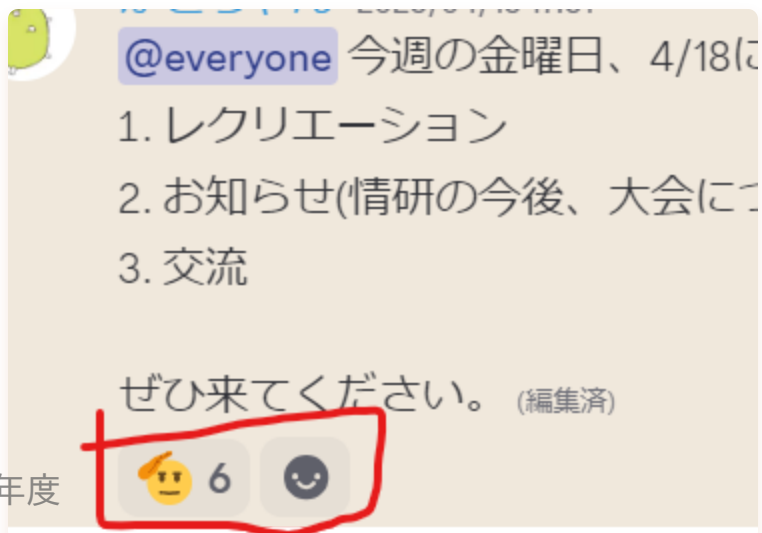 @everyone 今週の金曜日、4/18に
1. レクリエーション
2. お知らせ(情研の今後、大会につ
3. 交流
ぜひ来てください。 (編集済)
6
年度